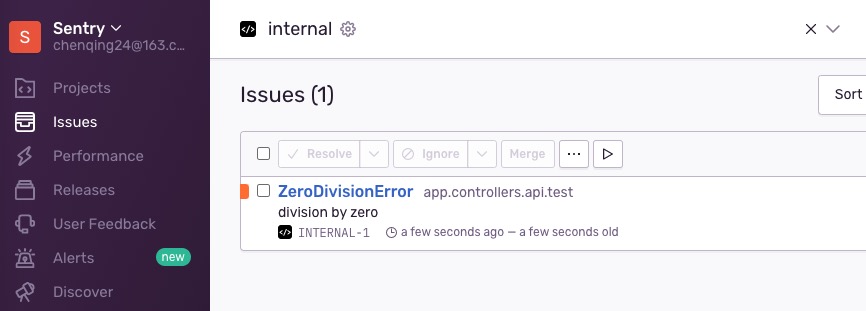 S
Sentry
chenqing24@163.c...
Projects
Issues
Performance
Releases
User Feedback
Alerts new
Discover
internal
Issues (1)
Sort
Resolve Ignore Merge
ZeroDivisionError app.controllers.api.test
division by zero
INTERNAL-1 a few seconds ago — a few seconds old